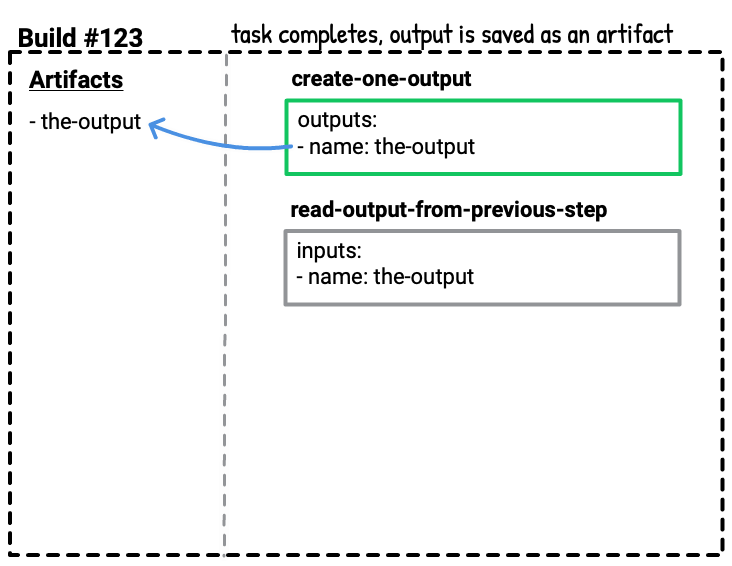 Build #123
task completes, output is saved as an artifact
Artifacts
- the-output
create-one-output
outputs:
- name: the-output
read-output-from-previous-step
inputs:
- name: the-output